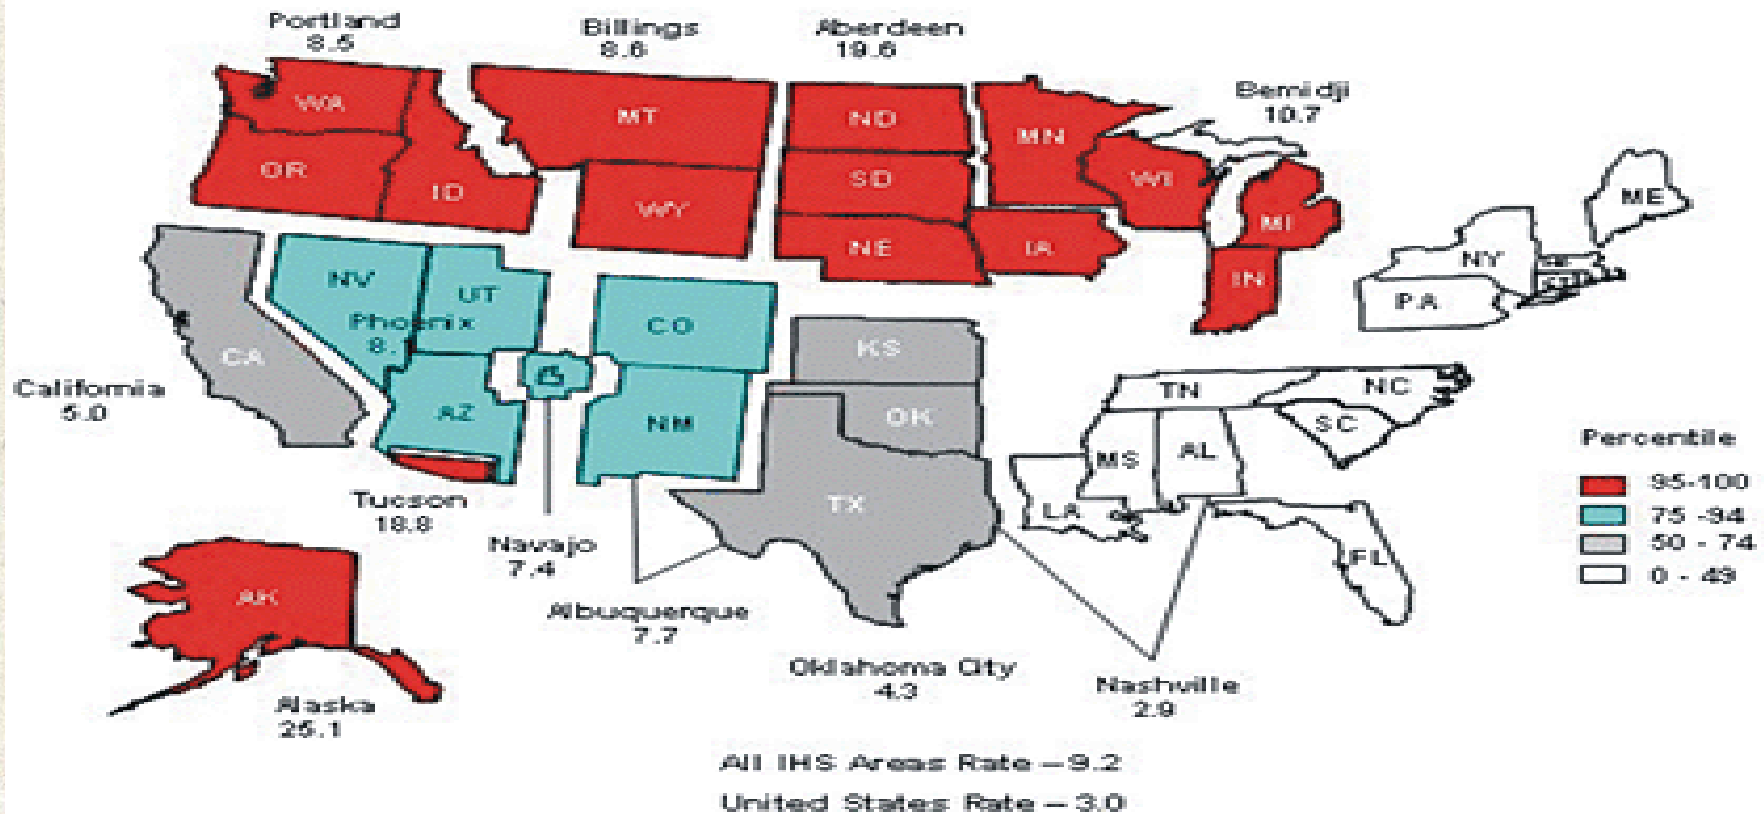 Portland
8.5
Billings
8.6
Aberdeen
19.6
Bemidji
10.7
WA
MT
ND
MN
OR
ID
WY
SD
WI
MI
NE
IA
IN
ME
NY
PA
NV
UT
CO
KS
Phoenix
8.
CA
California
5.0
AZ
NM
OK
TX
TN
NC
SC
MS
AL
LA
FL
Percentile
95-100
75 -94
50 - 74
0 - 49
Tucson
18.8
Navajo
7.4
Albuquerque
7.7
AK
Alaska
25.1
Oklahoma City
4.3
Nashville
2.9
All IHS Areas Rate – 9.2
United States Rate – 3.0